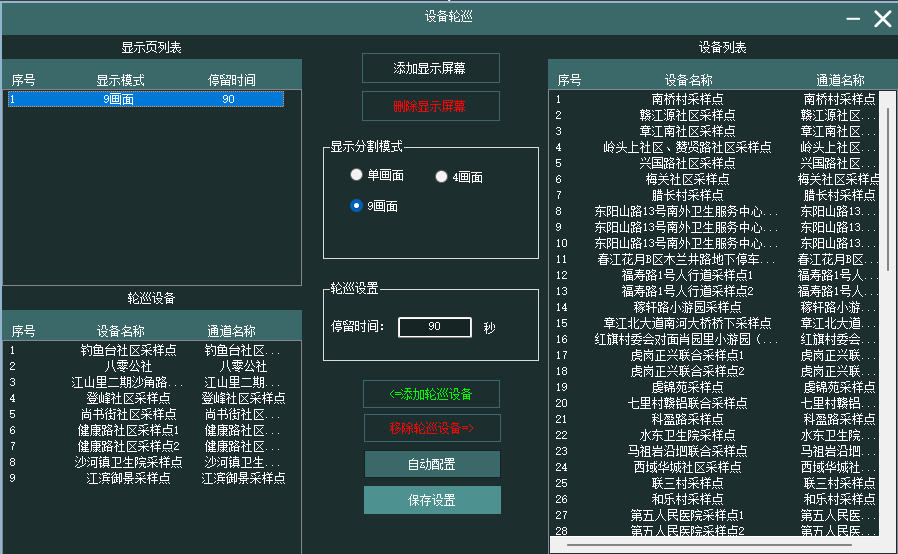 设备轮巡
显示页列表
序号 显示模式 停留时间
1 9画面 90
轮巡设备
序号 设备名称 通道名称
1 钓鱼台社区采样点 钓鱼台社区...
2 八零公社 八零公社
3 江山里二期沙角路... 江山里二期...
4 登峰社区采样点 登峰社区采样点
5 尚书街社区采样点 尚书街社区...
6 健康路社区采样点1 健康路社区...
7 健康路社区采样点2 健康路社区...
8 沙河镇卫生院采样点 沙河镇卫生...
9 江滨御景采样点 江滨御景采样点
添加显示屏幕
删除显示屏幕
显示分割模式
单画面 4画面
9画面
轮巡设置
停留时间: 90 秒
<=添加轮巡设备
移除轮巡设备=>
自动配置
保存设置
设备列表
序号 设备名称 通道名称
1 南桥村采样点 南桥村采样点
2 赣江源社区采样点 赣江源社区...
3 章江南社区采样点 章江南社区...
4 岭头上社区、赞贤路社区采样点 岭头上社区...
5 兴国路社区采样点 兴国路社区...
6 梅关社区采样点 梅关社区采样点
7 腊长村采样点 腊长村采样点
8 东阳山路13号南外卫生服务中心... 东阳山路13...
9 东阳山路13号南外卫生服务中心... 东阳山路13...
10 东阳山路13号南外卫生服务中心... 东阳山路13...
11 春江花月B区木兰井路地下停车... 春江花月B区...
12 福寿路1号人行道采样点1 福寿路1号人...
13 福寿路1号人行道采样点2 福寿路1号人...
14 稼轩路小游园采样点 稼轩路小游...
15 章江北大道南河大桥桥下采样点 章江北大道...
16 红旗村委会对面肖园里小游园（... 红旗村委会...
17 虔岗正兴联合采样点1 虔岗正兴联...
18 虔岗正兴联合采样点2 虔岗正兴联...
19 虔锦苑采样点 虔锦苑采样点
20 七里村赣铝联合采样点 七里村赣铝...
21 科盈路采样点 科盈路采样点
22 水东卫生院采样点 水东卫生院...
23 马祖岩沿垇联合采样点 马祖岩沿垇...
24 西域华城社区采样点 西域华城社...
25 联三村采样点 联三村采样点
26 和乐村采样点 和乐村采样点
27 第五人民医院采样点1 第五人民医...
28 第五人民医院采样点2 第五人民医...